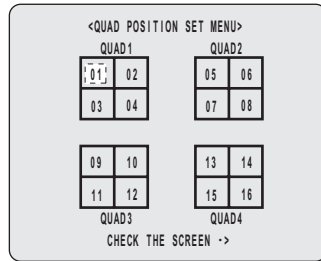 <QUAD POSITION SET MENU>
QUAD1 QUAD2
01 02 05 06
03 04 07 08
09 10 13 14
11 12 15 16
QUAD3 QUAD4
CHECK THE SCREEN ->